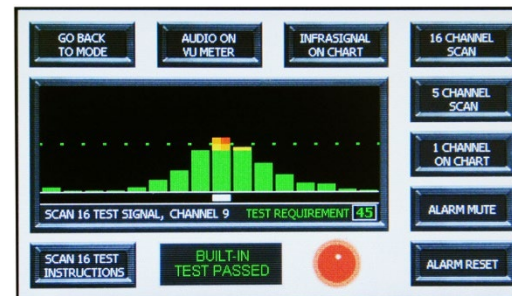 GO BACK
TO MODE
AUDIO ON
VU METER
INFRASIGNAL
ON CHART
16 CHANNEL
SCAN
5 CHANNEL
SCAN
1 CHANNEL
ON CHART
SCAN 16 TEST SIGNAL, CHANNEL 9 TEST REQUIREMENT 45
ALARM MUTE
SCAN 16 TEST
INSTRUCTIONS
BUILT-IN
TEST PASSED
ALARM RESET